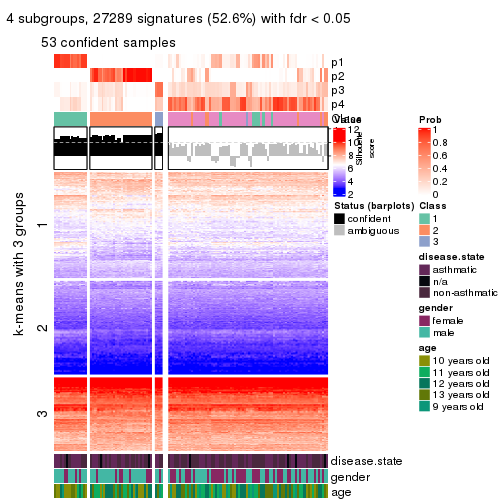 4 subgroups, 27289 signatures (52.6%) with fdr < 0.05
53 confident samples
p1
p2
p3
p4
Class
Silhouette
score
k-means with 3 groups
1
2
3
disease.state
gender
age
Value
12
10
8
6
4
2
Status (barplots)
confident
ambiguous
Prob
1
0.8
0.6
0.4
0.2
0
Class
1
2
3
disease.state
asthmatic
n/a
non-asthmatic
gender
female
male
age
10 years old
11 years old
12 years old
13 years old
9 years old